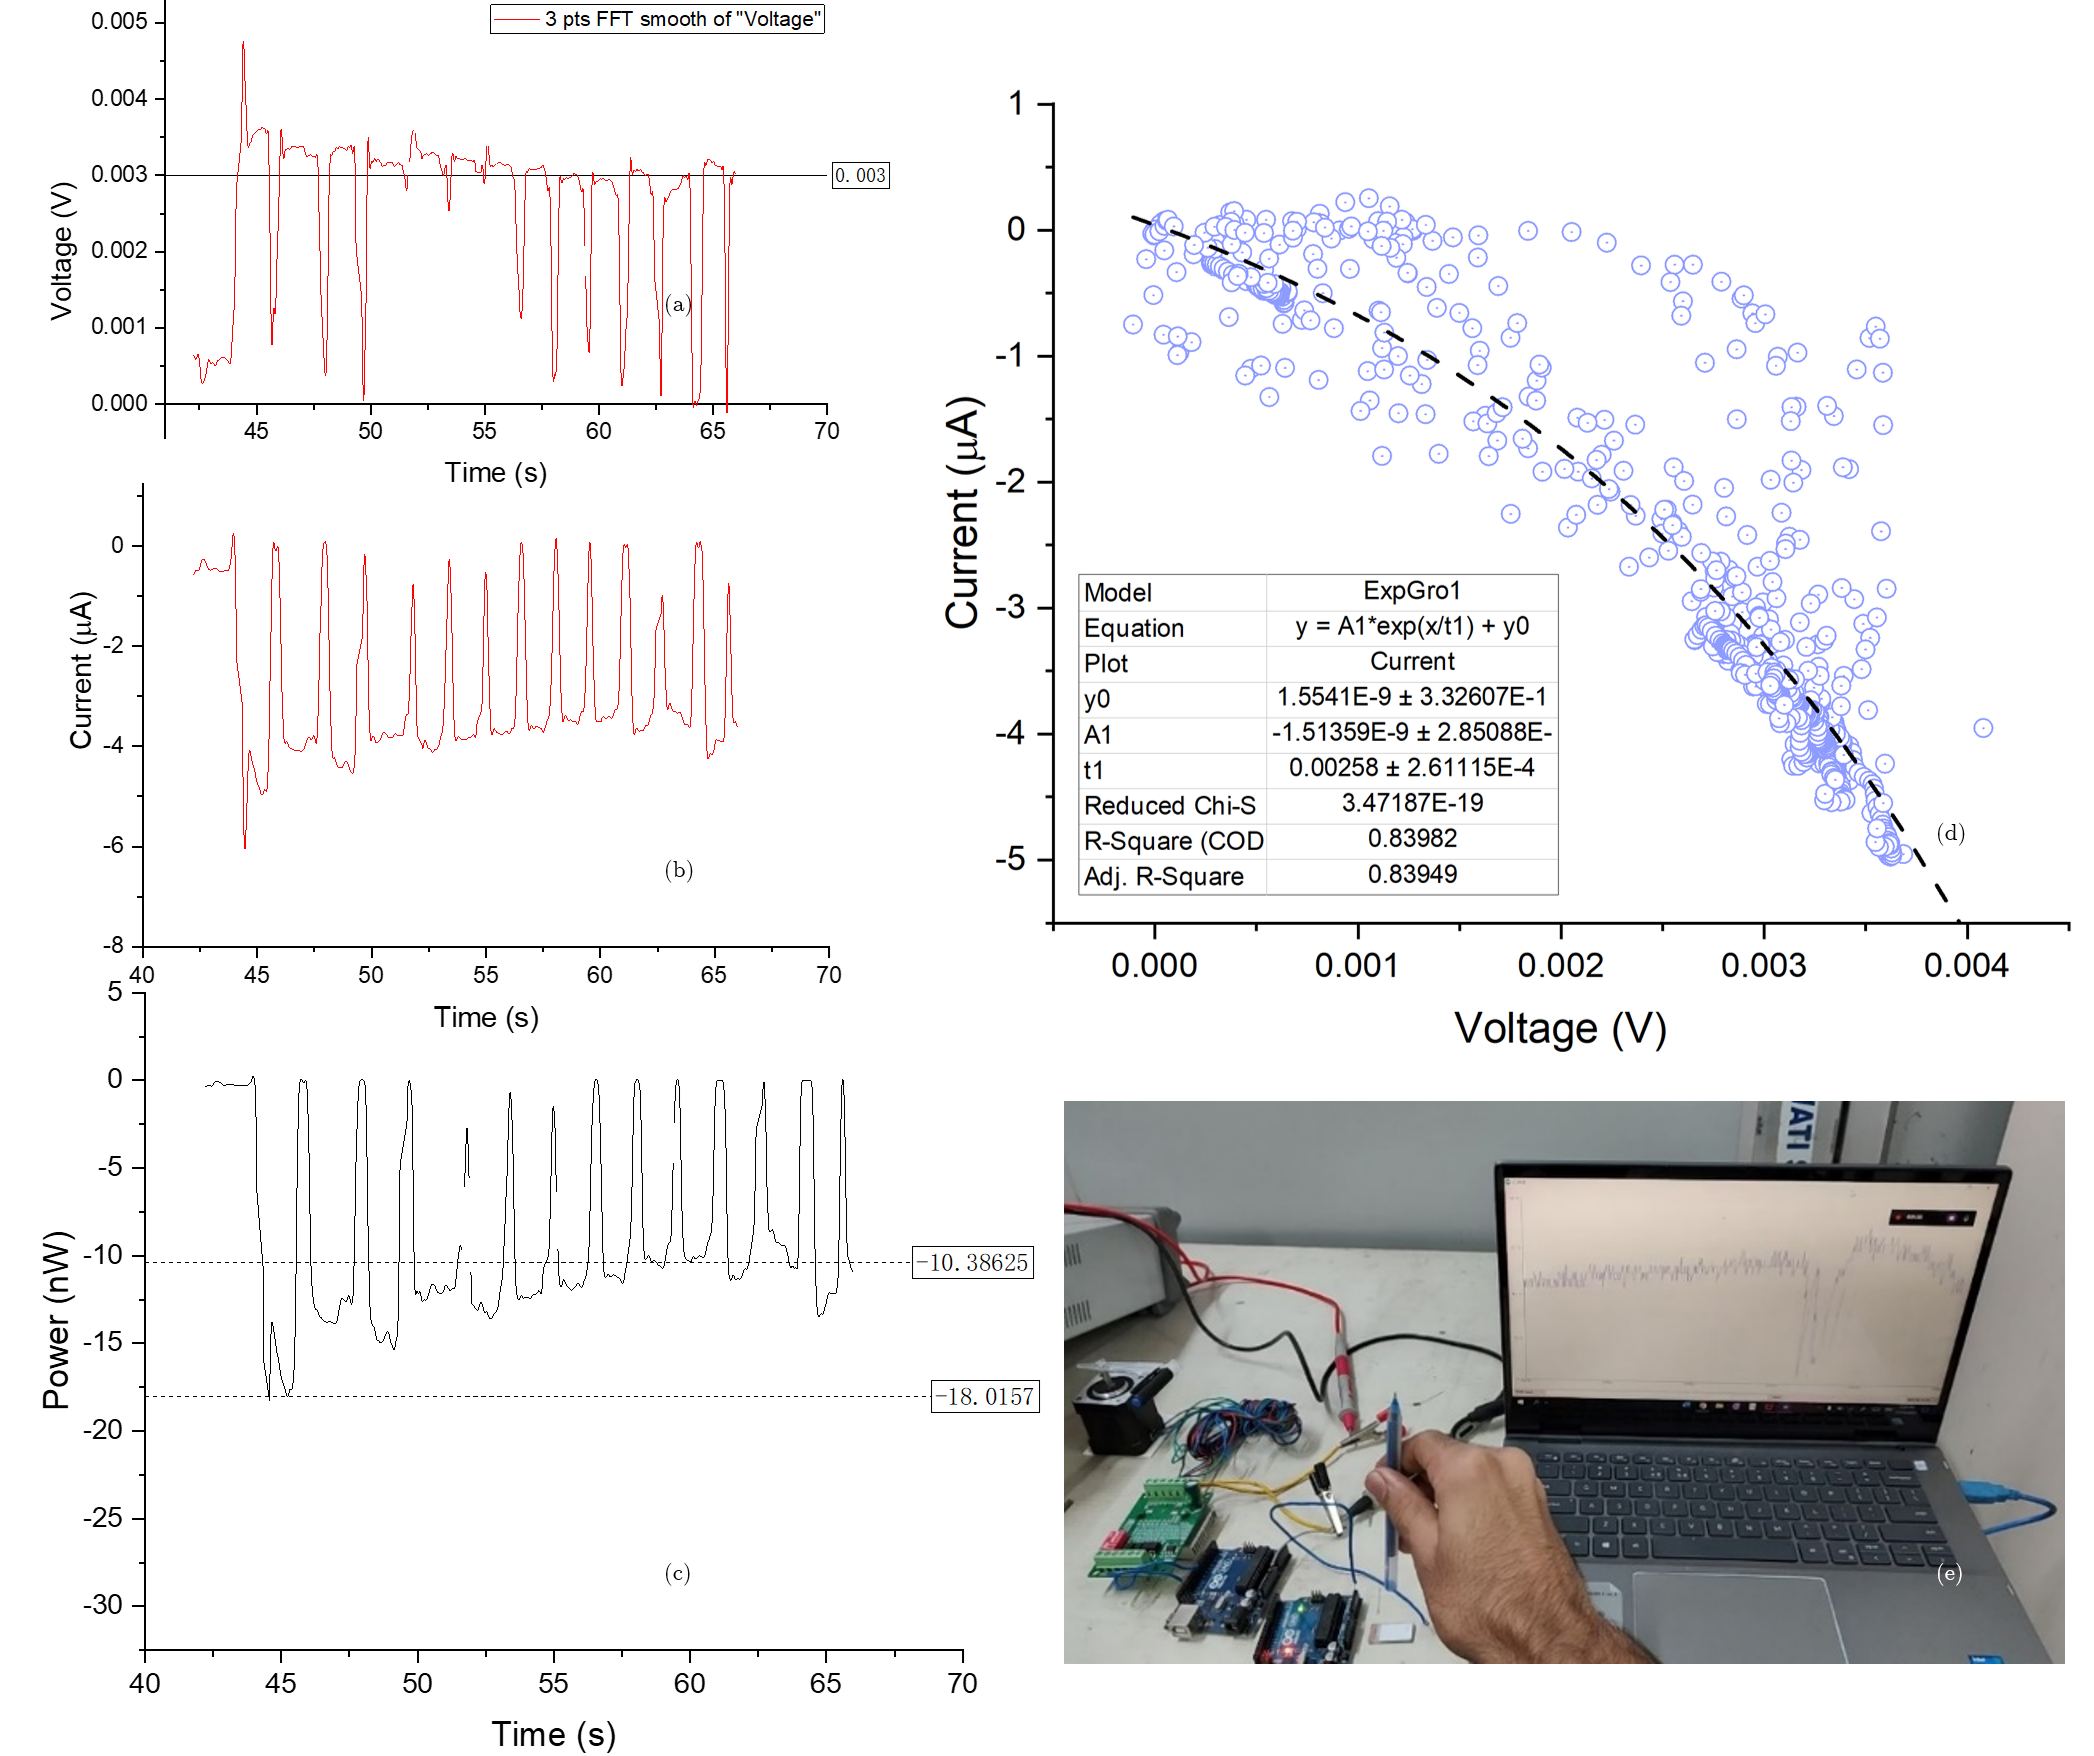 3 pts FFT smooth of "Voltage"
0.005
0.004
0.003
0.002
0.001
0.000
0.003
Voltage (V)
(a)
45 50 55 60 65 70
Time (s)
0
-2
-4
-6
-8
Current (μA)
(b)
40 45 50 55 60 65 70
Time (s)
5
0
-5
-10
-15
-20
-25
-30
Power (nW)
-10.38625
-18.0157
(c)
40 45 50 55 60 65 70
Time (s)
1
0
-1
-2
-3
-4
-5
Current (μA)
Model ExpGro1
Equation y = A1*exp(x/t1) + y0
Plot Current
y0 1.5541E-9 ± 3.32607E-1
A1 -1.51359E-9 ± 2.85088E-
t1 0.00258 ± 2.61115E-4
Reduced Chi-S 3.47187E-19
R-Square (COD 0.83982
Adj. R-Square 0.83949
(d)
0.000 0.001 0.002 0.003 0.004
Voltage (V)
(e)